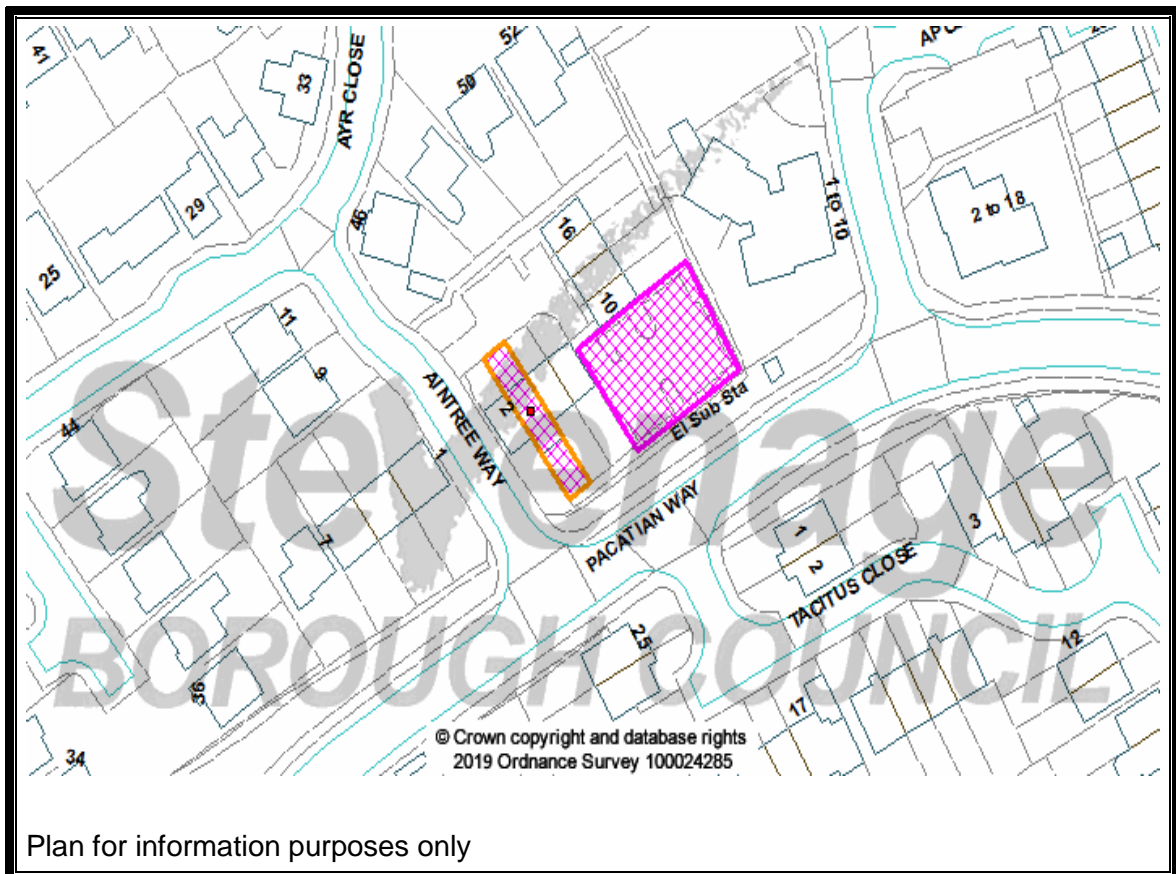 41
33
AYR CLOSE
50
52
29
25
46
16
10
1 to 10
2 to 18
11
9
44
1
7
AINTREE WAY
2
El Sub Sta
Stevenage
PACATIAN WAY
1
2
3
TACITUS CLOSE
BOROUGH COUNCIL
36
25
17
12
34
© Crown copyright and database rights
2019 Ordnance Survey 100024285
Plan for information purposes only